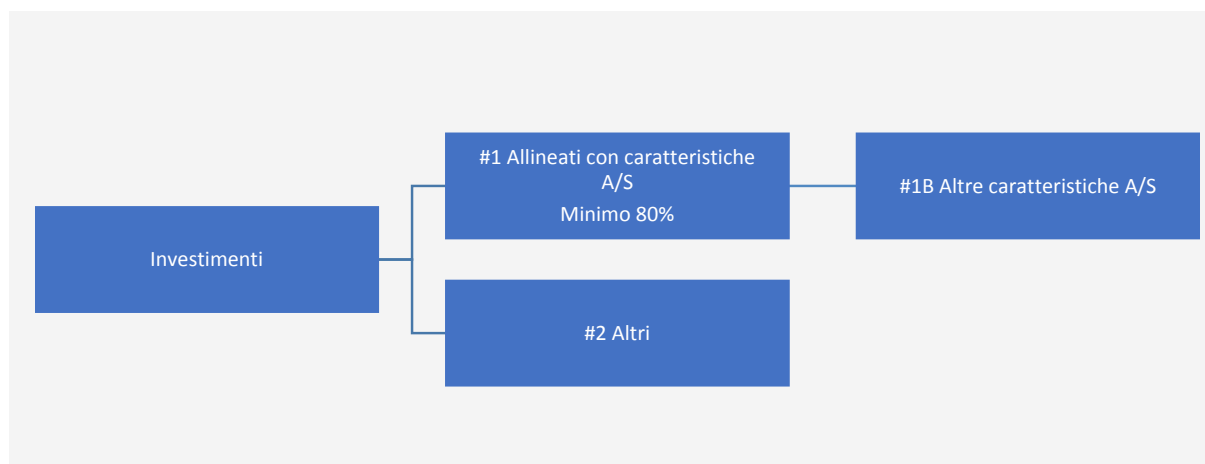 #1 Allineati con caratteristiche
A/S
Minimo 80%
#1B Altre caratteristiche A/S
Investimenti
#2 Altri